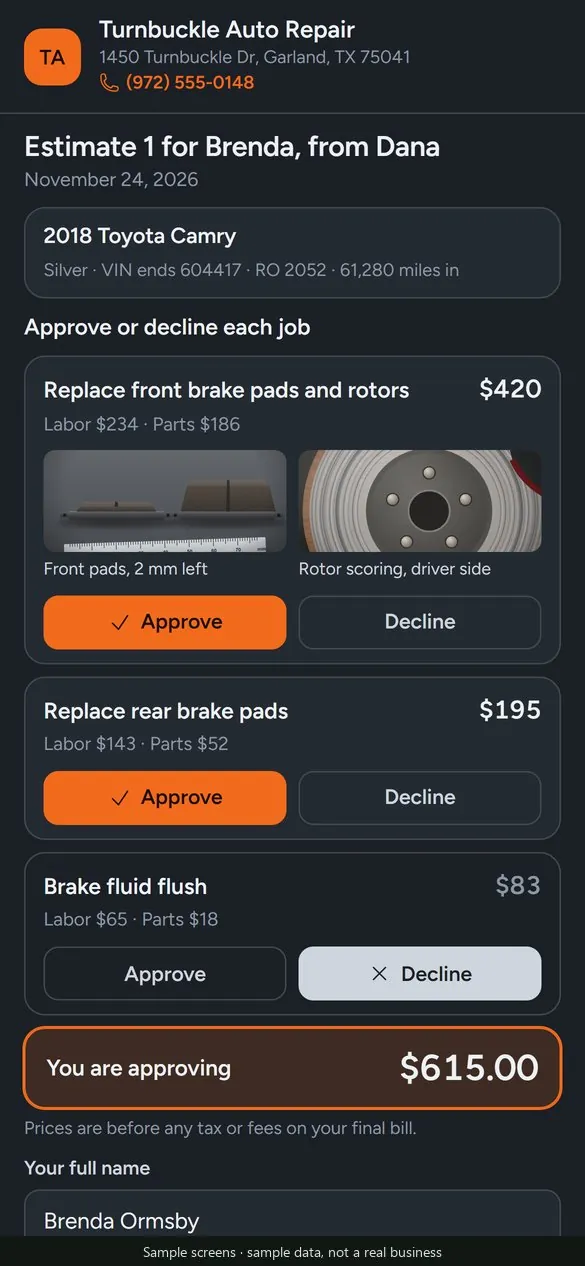 TA
Turnbuckle Auto Repair
1450 Turnbuckle Dr, Garland, TX 75041
(972) 555-0148
Estimate 1 for Brenda, from Dana
November 24, 2026
2018 Toyota Camry
Silver · VIN ends 604417 · RO 2052 · 61,280 miles in
Approve or decline each job
Replace front brake pads and rotors $420
Labor $234 · Parts $186
Front pads, 2 mm left
Rotor scoring, driver side
Approve Decline
Replace rear brake pads $195
Labor $143 · Parts $52
Approve Decline
Brake fluid flush $83
Labor $65 · Parts $18
Approve Decline
You are approving $615.00
Prices are before any tax or fees on your final bill.
Your full name
Brenda Ormsby
Sample screens · sample data, not a real business